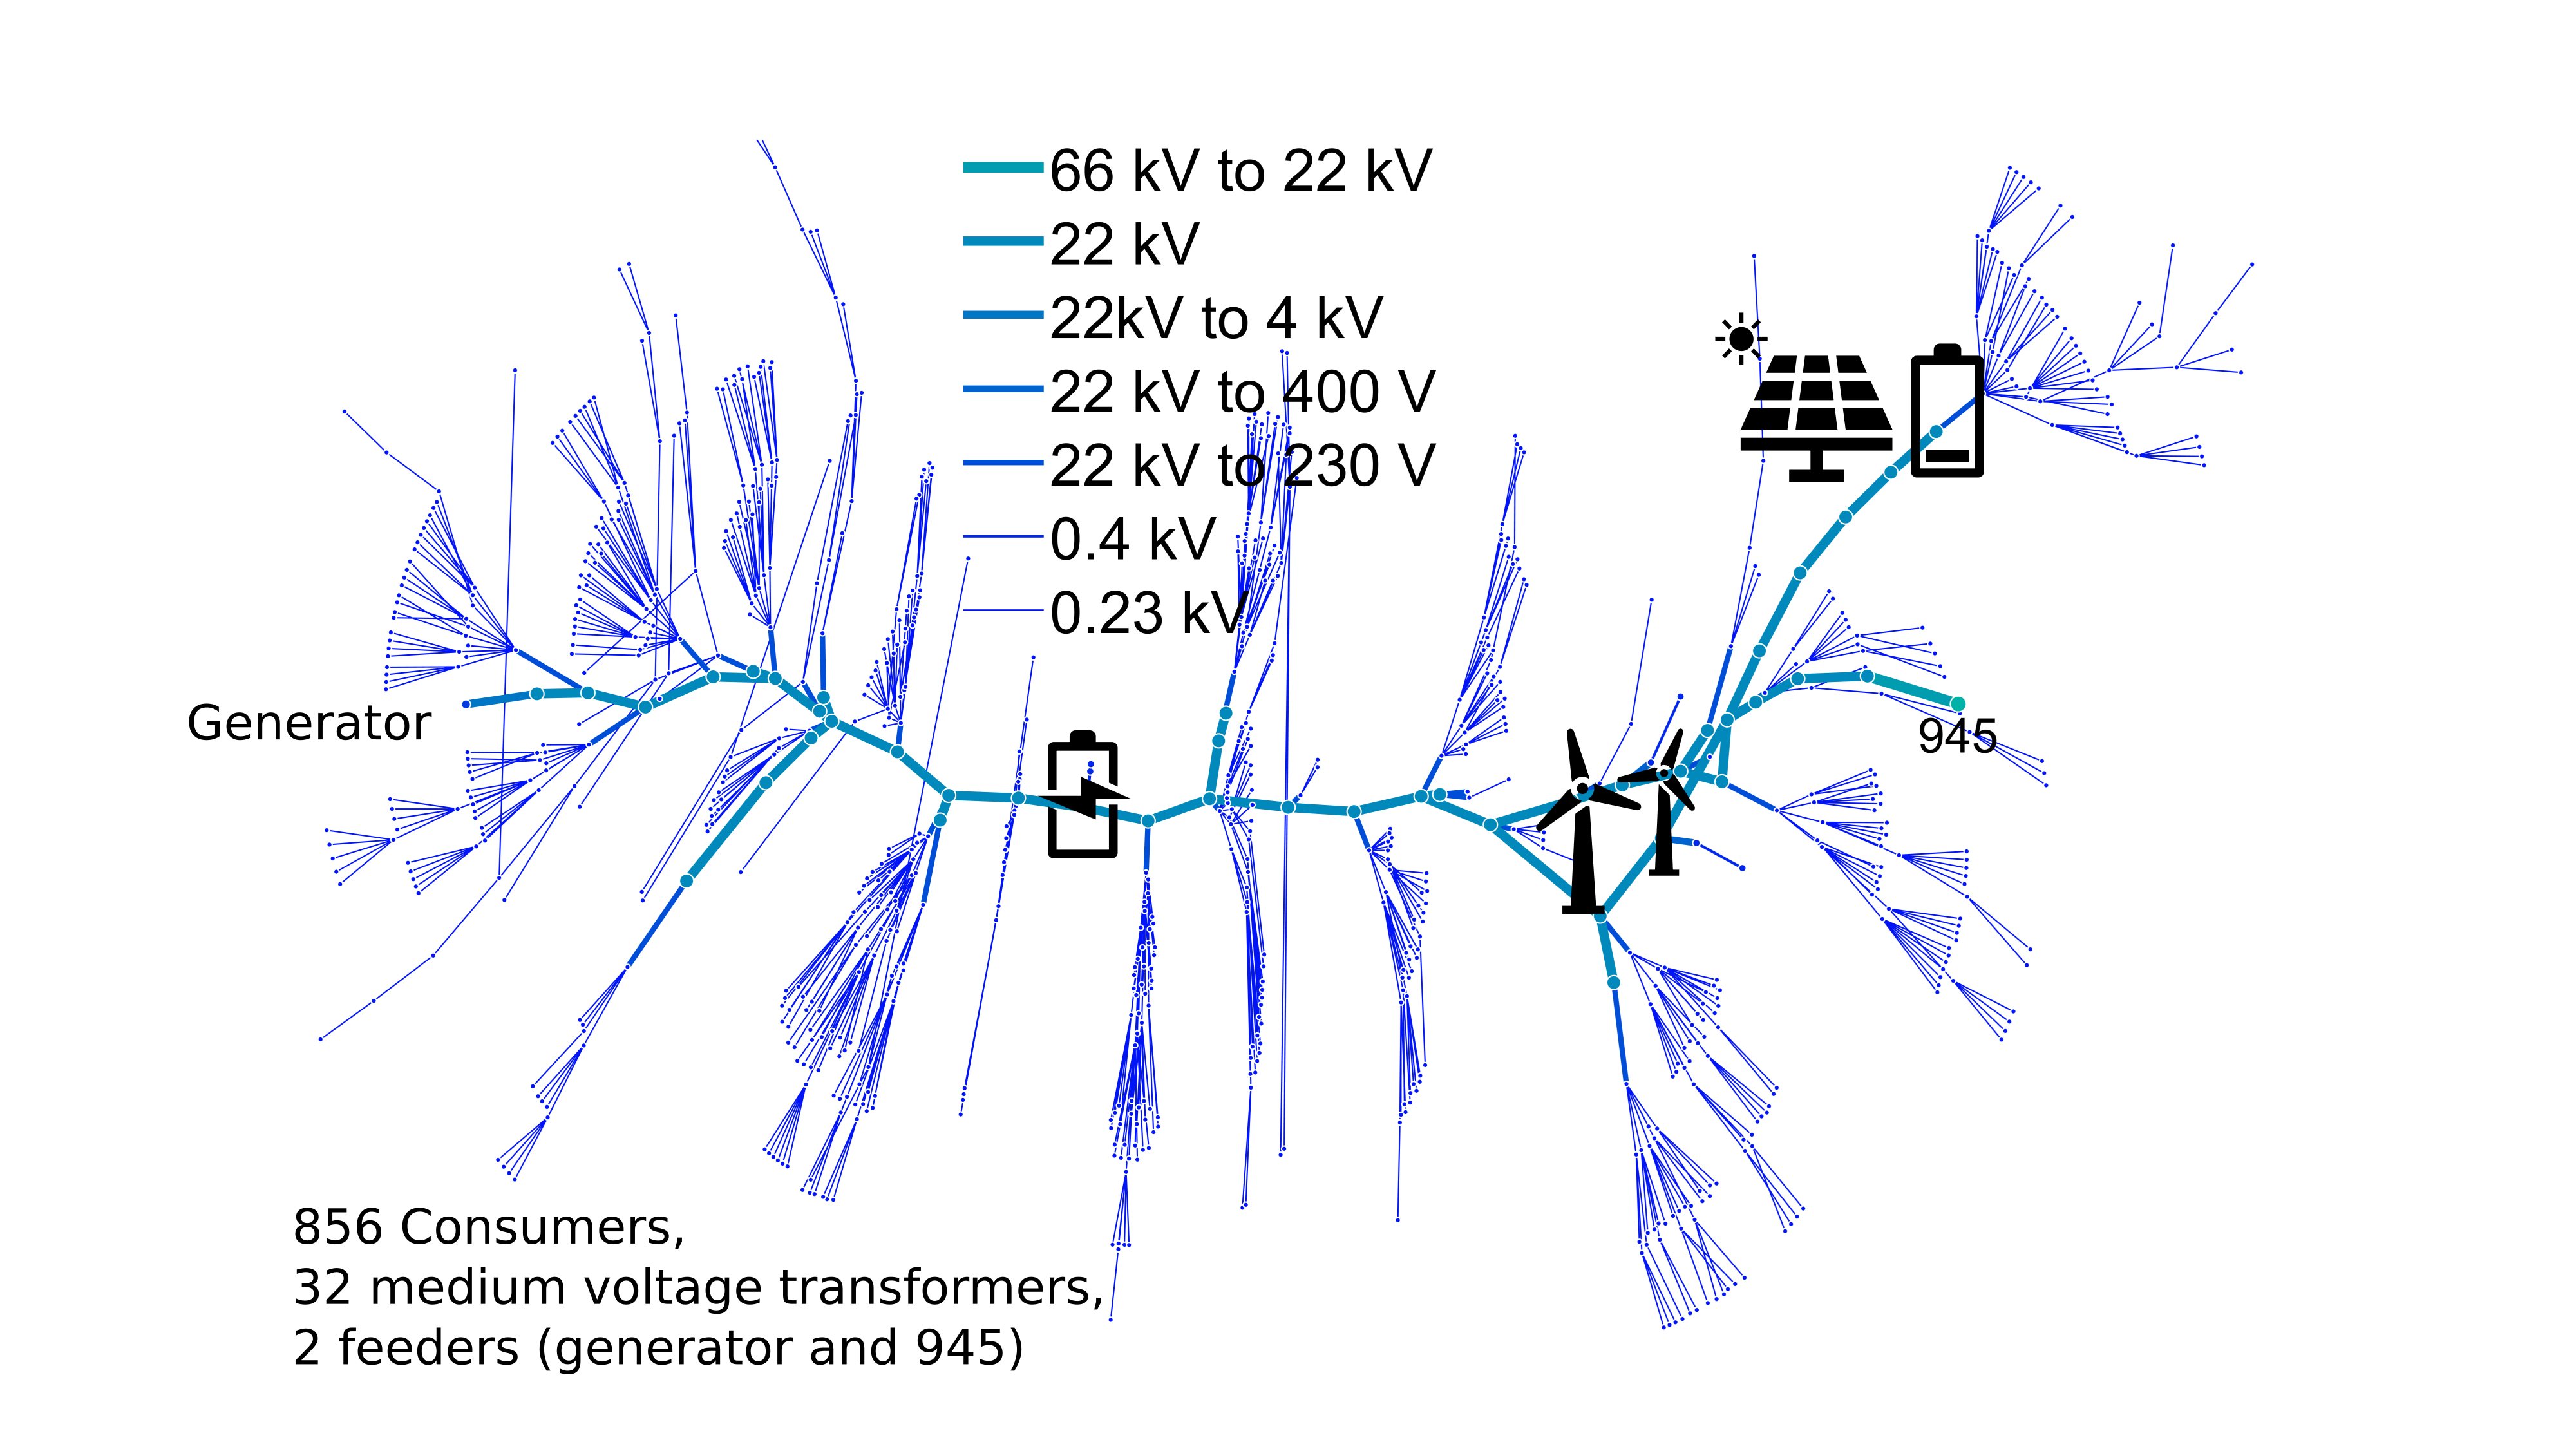 66 kV to 22 kV
22 kV
22kV to 4 kV
22 kV to 400 V
22 kV to 230 V
0.4 kV
0.23 kV
Generator
945
856 Consumers,
32 medium voltage transformers,
2 feeders (generator and 945)